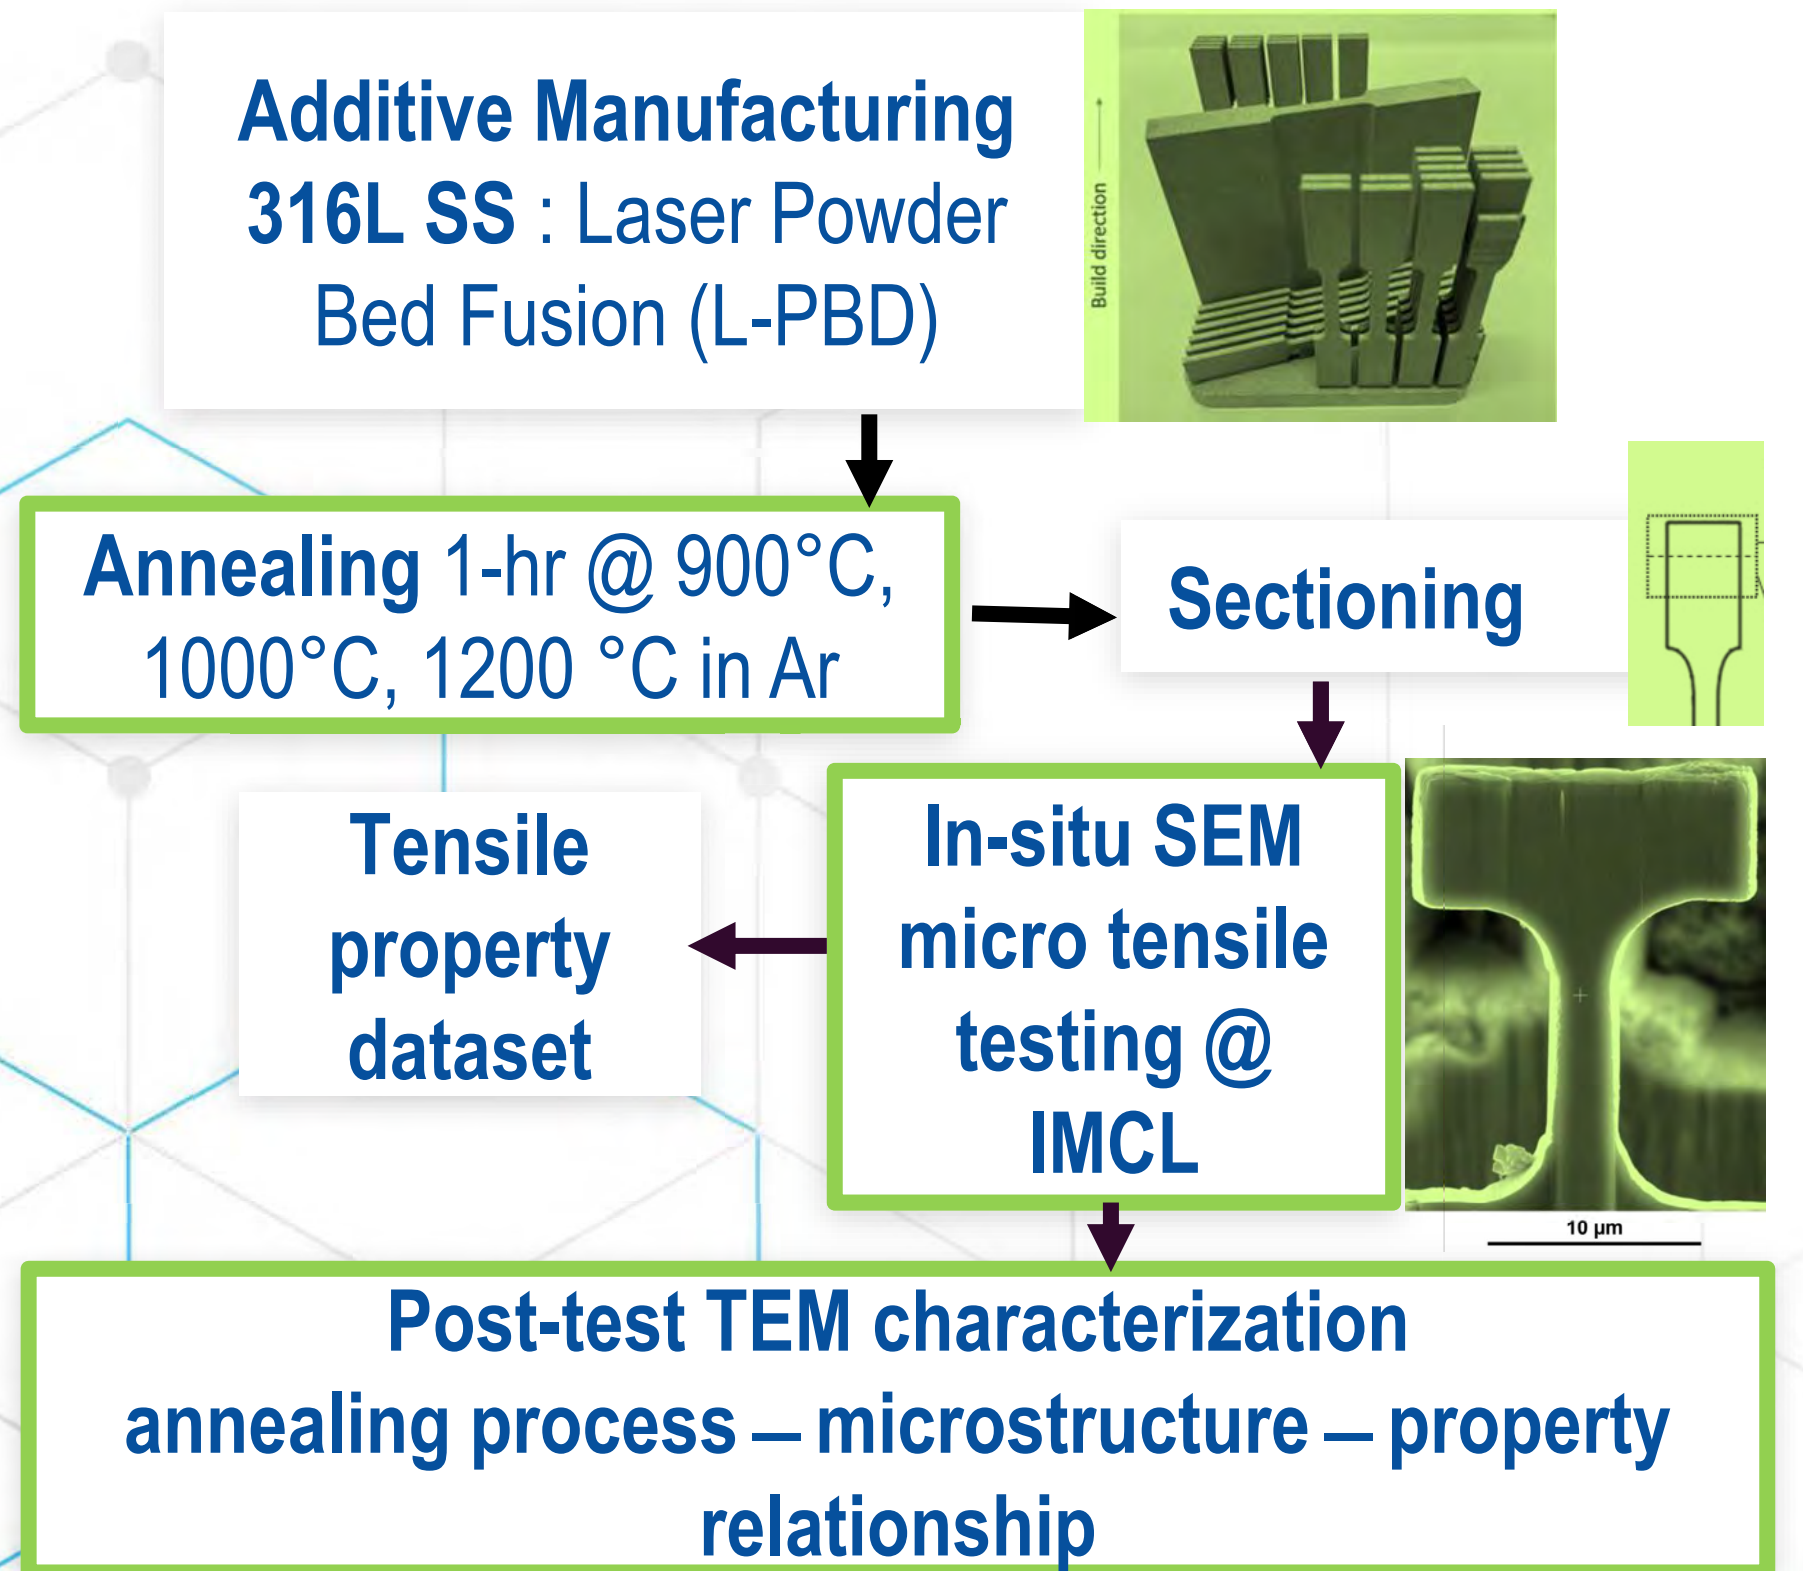 Additive Manufacturing
316L SS : Laser Powder
Bed Fusion (L-PBD)
Build direction
Annealing 1-hr @ 900°C,
1000°C, 1200 °C in Ar
Sectioning
Tensile
property
dataset
In-situ SEM
micro tensile
testing @
IMCL
10 µm
Post-test TEM characterization
annealing process — microstructure — property
relationship